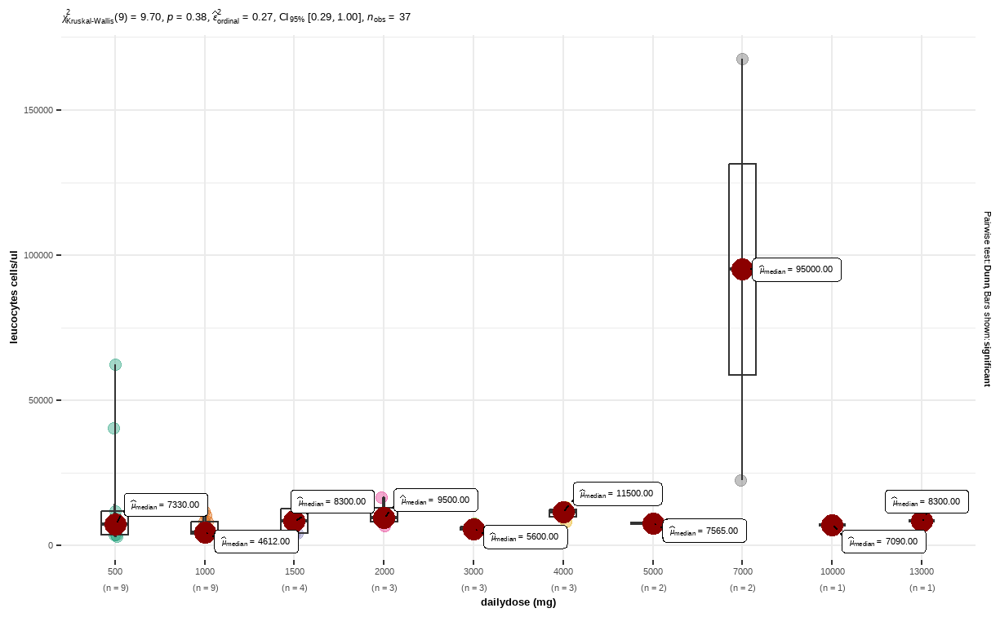 χ²Kruskal-Wallis(9) = 9.70, p = 0.38, ε̂²ordinal = 0.27, CI95% [0.29, 1.00], nobs = 37
leucocytes cells/ul
150000
100000
50000
0
μ̂median = 7330.00
μ̂median = 4612.00
μ̂median = 8300.00
μ̂median = 9500.00
μ̂median = 5600.00
μ̂median = 11500.00
μ̂median = 7565.00
μ̂median = 95000.00
μ̂median = 7090.00
μ̂median = 8300.00
500 1000 1500 2000 3000 4000 5000 7000 10000 13000
(n = 9) (n = 9) (n = 4) (n = 3) (n = 3) (n = 3) (n = 2) (n = 2) (n = 1) (n = 1)
dailydose (mg)
Pairwise test: Dunn, Bars shown: significant